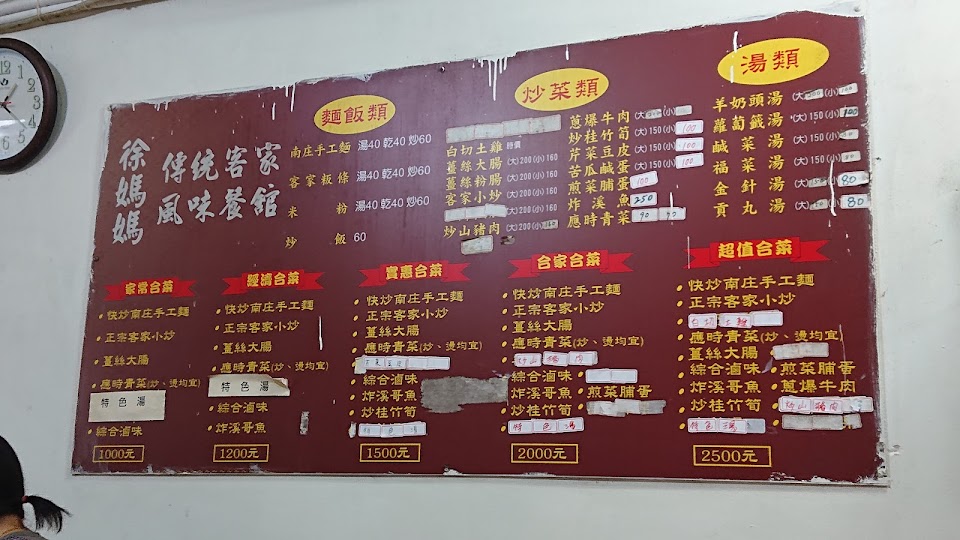 徐媽媽
傳统客家
風味餐舘
麵飯類
南庄手工麵 湯40 乾40 炒60
客家粄條 湯40 乾40 炒60
米粉 湯40 乾40 炒60
炒飯 60
炒菜類
白切土雞 時價
薑絲大腸 (大)200 (小)160
薑絲粉腸 (大)200 (小)160
客家小炒 (大)200 (小)160
(大)200 (小)160
炒山豬肉 (大)200 (小)
蔥爆牛肉 (大) (小)
炒桂竹筍 (大)150 (小)100
芹菜豆皮 (大)150 (小)100
苦瓜鹹蛋 (大)150 (小)100
煎菜脯蛋 100
炸溪魚 250
應時青菜 90
湯類
羊奶頭湯 (大) (小)
蘿蔔籤湯 (大)150 (小)100
鹹菜湯 (大)150 (小)
福菜湯 (大)150 (小)
金針湯 (大)150 (小)80
貢丸湯 (大) (小)80
家常合菜
快炒南庄手工麵
正宗客家小炒
薑絲大腸
應時青菜(炒、燙均宜)
特色湯
綜合滷味
1000元
經濟合菜
快炒南庄手工麵
正宗客家小炒
薑絲大腸
應時青菜(炒、燙均宜)
特色湯
綜合滷味
炸溪哥魚
1200元
實惠合菜
快炒南庄手工麵
正宗客家小炒
薑絲大腸
應時青菜(炒、燙均宜)
綜合滷味
炸溪哥魚
炒桂竹筍
特色湯
1500元
合家合菜
快炒南庄手工麵
正宗客家小炒
薑絲大腸
應時青菜(炒、燙均宜)
炒山豬肉
綜合滷味
炸溪哥魚 煎菜脯蛋
炒桂竹筍
特色湯
2000元
超值合菜
快炒南庄手工麵
正宗客家小炒
白切土雞
應時青菜(炒、燙均宜)
薑絲大腸
綜合滷味 煎菜脯蛋
炸溪哥魚 蔥爆牛肉
炒桂竹筍 炒山豬肉
特色湯
2500元